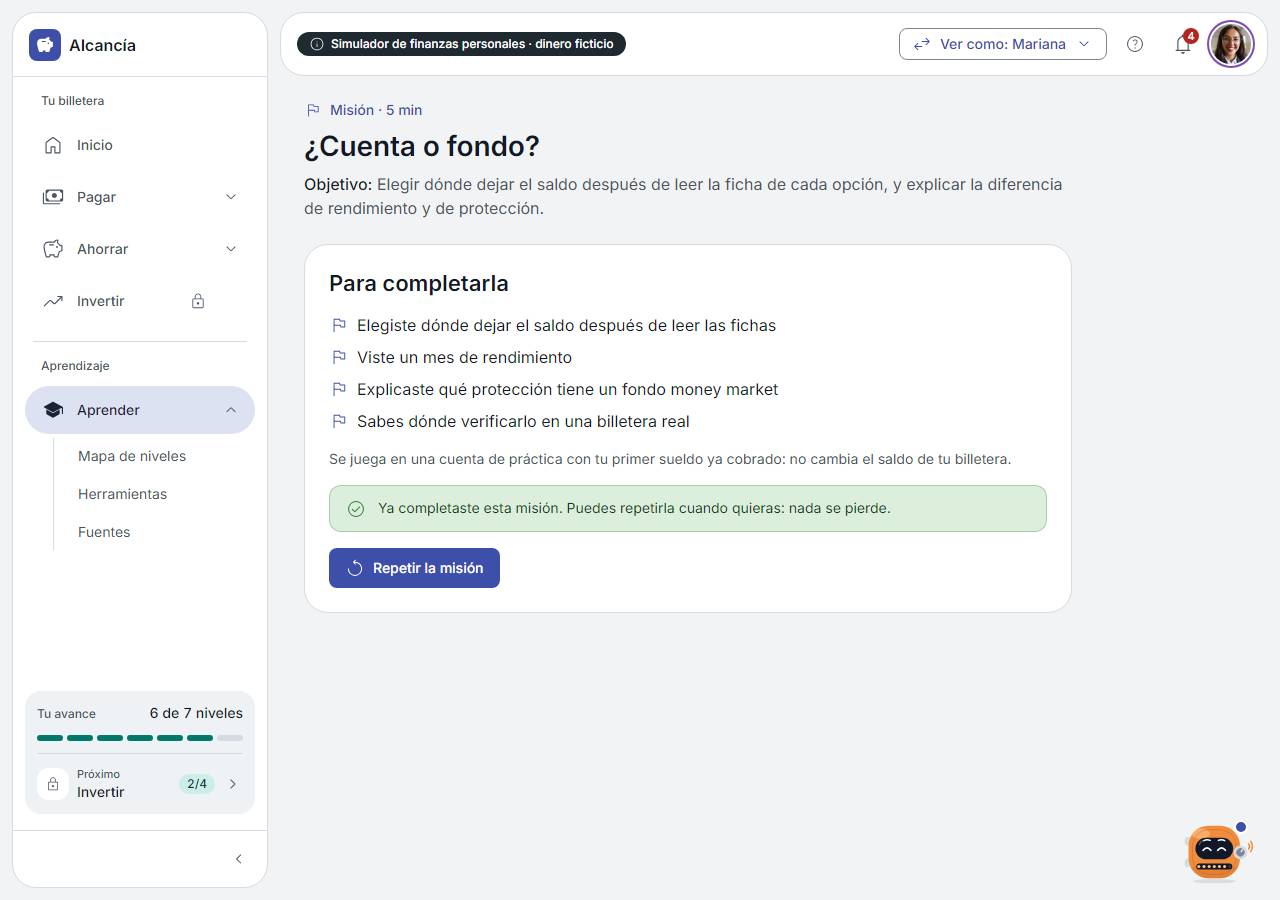 Alcancía
Simulador de finanzas personales · dinero ficticio
Ver como: Mariana
4
Tu billetera
Inicio
Pagar
Ahorrar
Invertir
Aprendizaje
Aprender
Mapa de niveles
Herramientas
Fuentes
Tu avance
6 de 7 niveles
Próximo
Invertir
2/4
Misión · 5 min
¿Cuenta o fondo?
Objetivo: Elegir dónde dejar el saldo después de leer la ficha de cada opción, y explicar la diferencia
de rendimiento y de protección.
Para completarla
Elegiste dónde dejar el saldo después de leer las fichas
Viste un mes de rendimiento
Explicaste qué protección tiene un fondo money market
Sabes dónde verificarlo en una billetera real
Se juega en una cuenta de práctica con tu primer sueldo ya cobrado: no cambia el saldo de tu billetera.
Ya completaste esta misión. Puedes repetirla cuando quieras: nada se pierde.
Repetir la misión